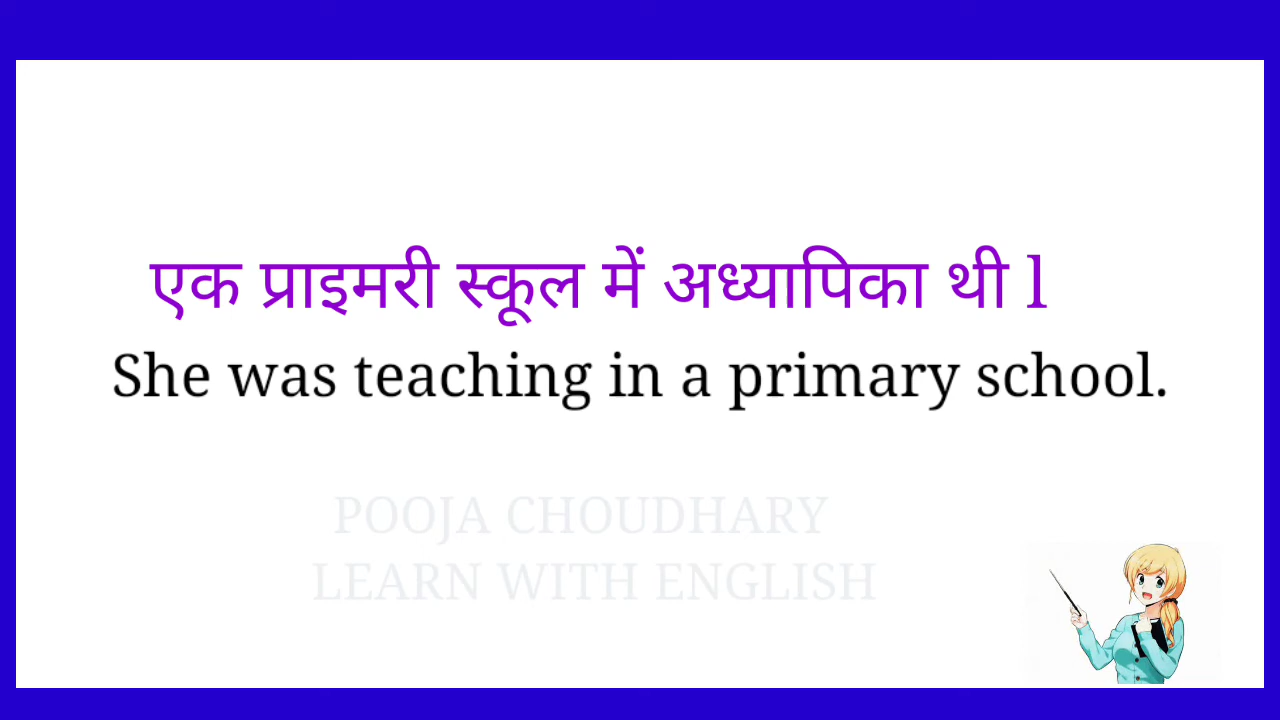 एक प्राइमरी स्कूल में अध्यापिका थी l
She was teaching in a primary school.
POOJA CHOUDHARY
LEARN WITH ENGLISH